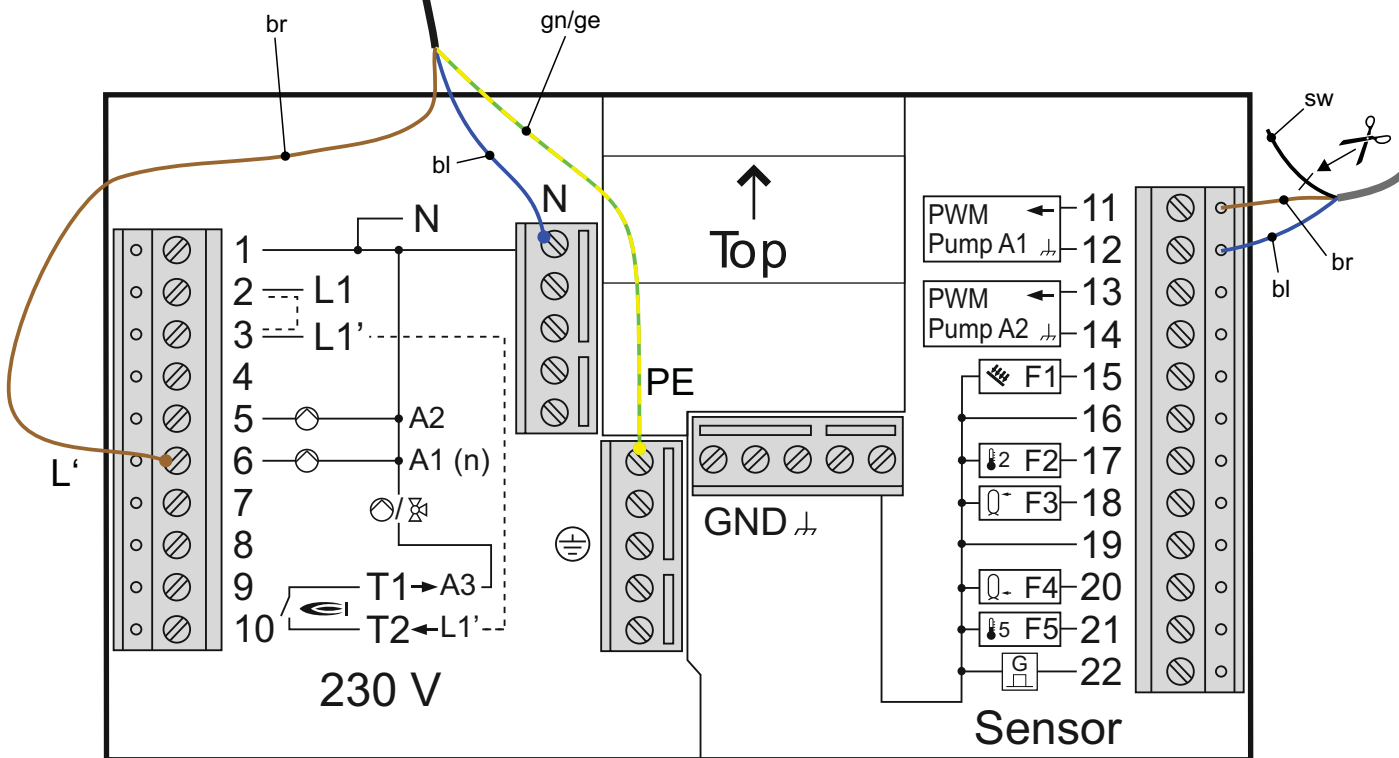 br
gn/ge
bl
sw
br
bl
N
N
Top
L‘
1
2 L1
3 L1’
4
5 A2
6 A1 (n)
7
8
9 T1 A3
10 T2 L1’
230 V
PE
GND
PWM 11
Pump A1 12
PWM 13
Pump A2 14
F1 15
16
2 F2 17
F3 18
19
F4 20
5 F5 21
G 22
Sensor